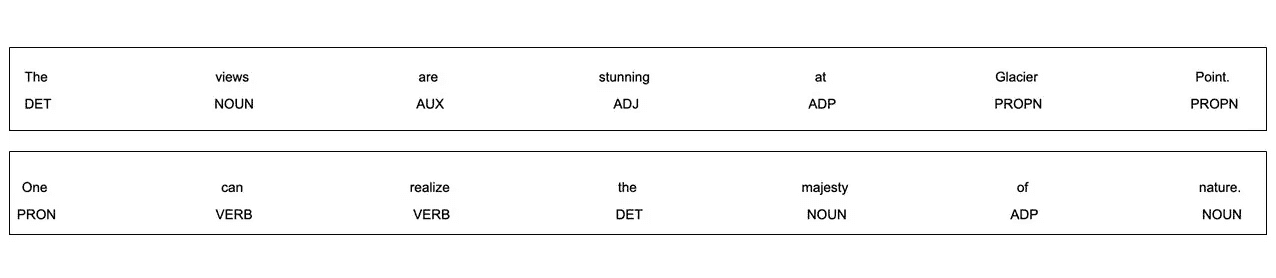 The views are stunning at Glacier Point.
DET NOUN AUX ADJ ADP PROPN PROPN
One can realize the majesty of nature.
PRON VERB VERB DET NOUN ADP NOUN